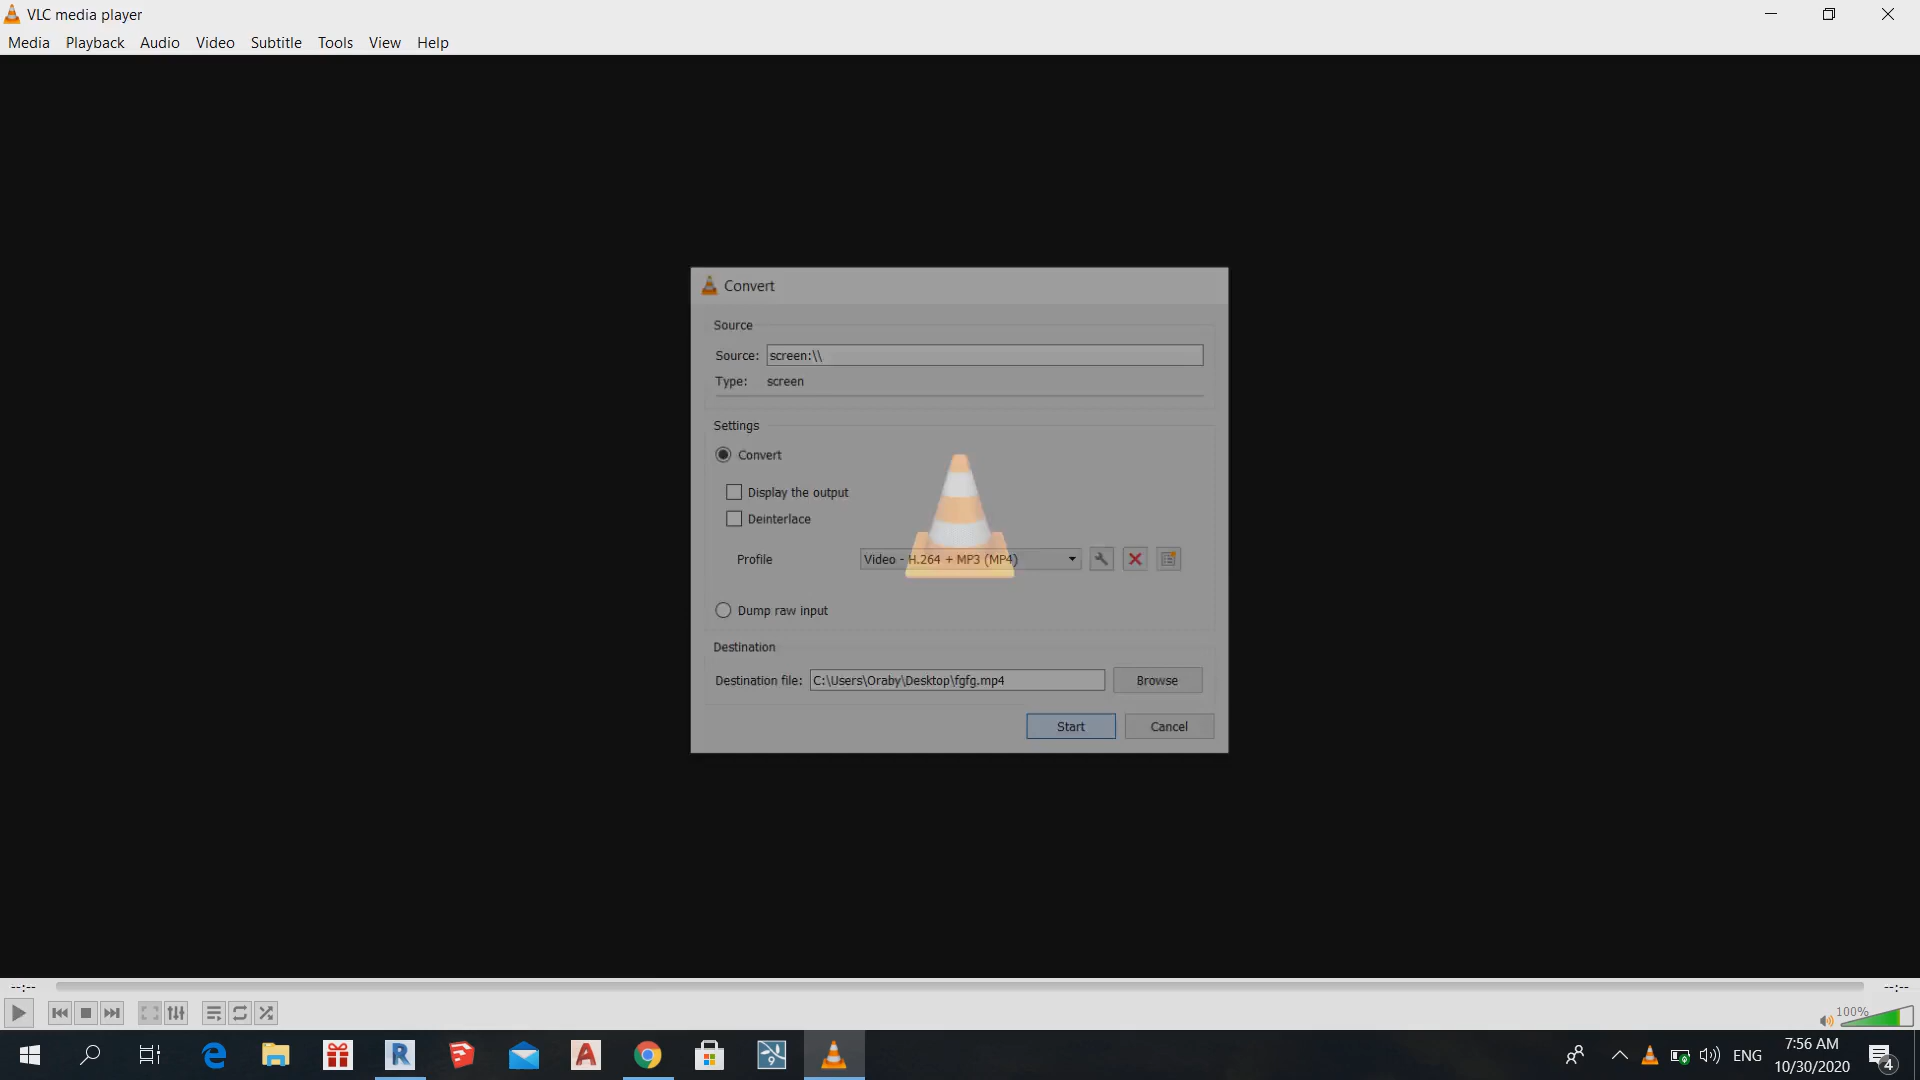 VLC media player
Media Playback Audio Video Subtitle Tools View Help
Convert
Source
Source: screen:\\
Type: screen
Settings
Convert
Display the output
Deinterlace
Profile Video - H.264 + MP3 (MP4)
Dump raw input
Destination
Destination file: C:\Users\Oraby\Desktop\fgfg.mp4 Browse
Start Cancel
--:-- --:--
100%
ENG 7:56 AM
10/30/2020 4